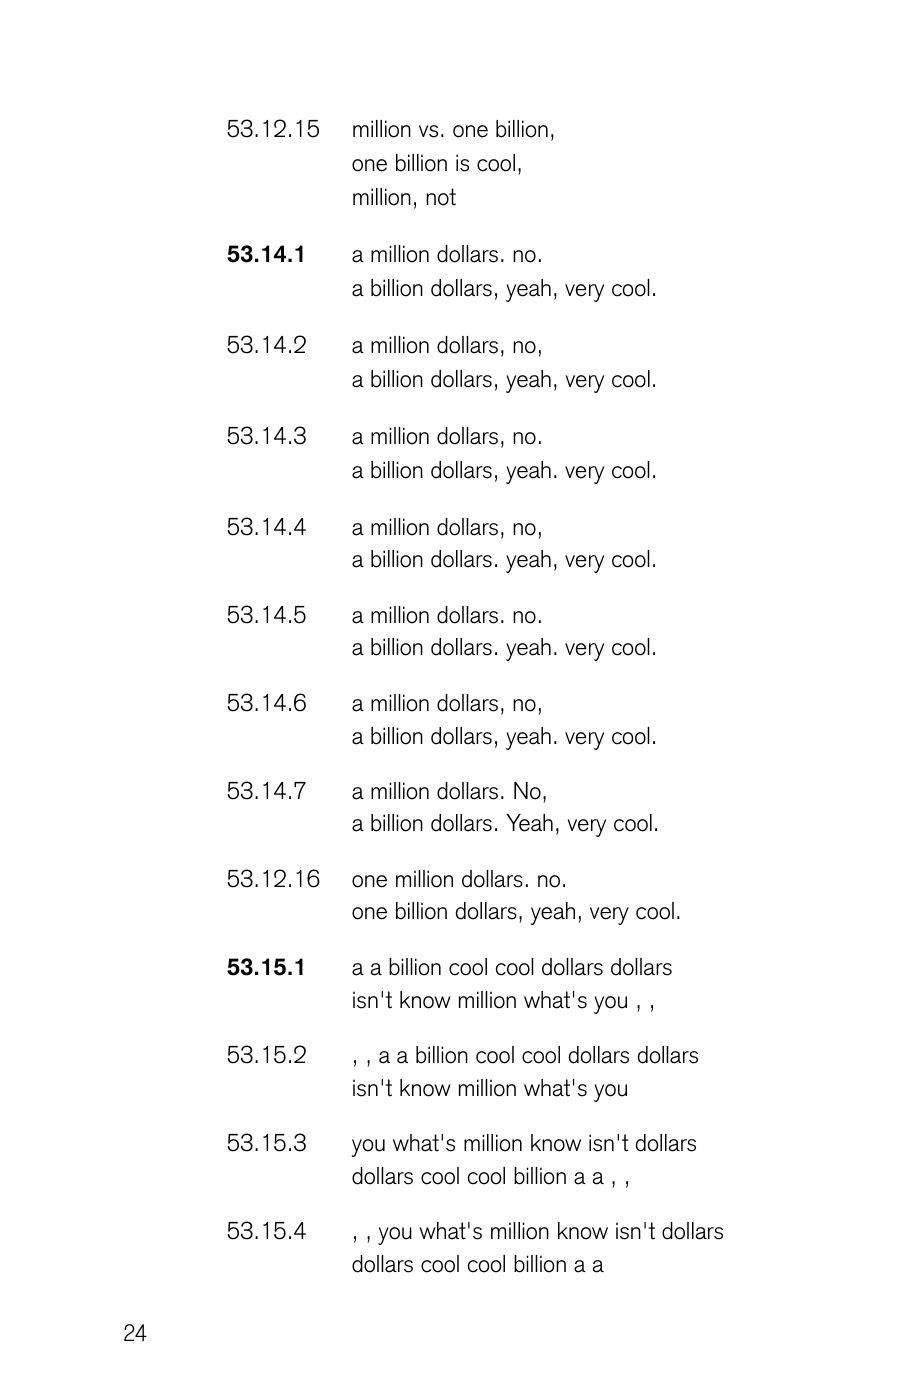 53.12.15 million vs. one billion,
one billion is cool,
million, not
53.14.1 a million dollars. no.
a billion dollars, yeah, very cool.
53.14.2 a million dollars, no,
a billion dollars, yeah, very cool.
53.14.3 a million dollars, no.
a billion dollars, yeah. very cool.
53.14.4 a million dollars, no,
a billion dollars. yeah, very cool.
53.14.5 a million dollars. no.
a billion dollars. yeah. very cool.
53.14.6 a million dollars, no,
a billion dollars, yeah. very cool.
53.14.7 a million dollars. No,
a billion dollars. Yeah, very cool.
53.12.16 one million dollars. no.
one billion dollars, yeah, very cool.
53.15.1 a a billion cool cool dollars dollars
isn't know million what's you , ,
53.15.2 , , a a billion cool cool dollars dollars
isn't know million what's you
53.15.3 you what's million know isn't dollars
dollars cool cool billion a a , ,
53.15.4 , , you what's million know isn't dollars
dollars cool cool billion a a
24